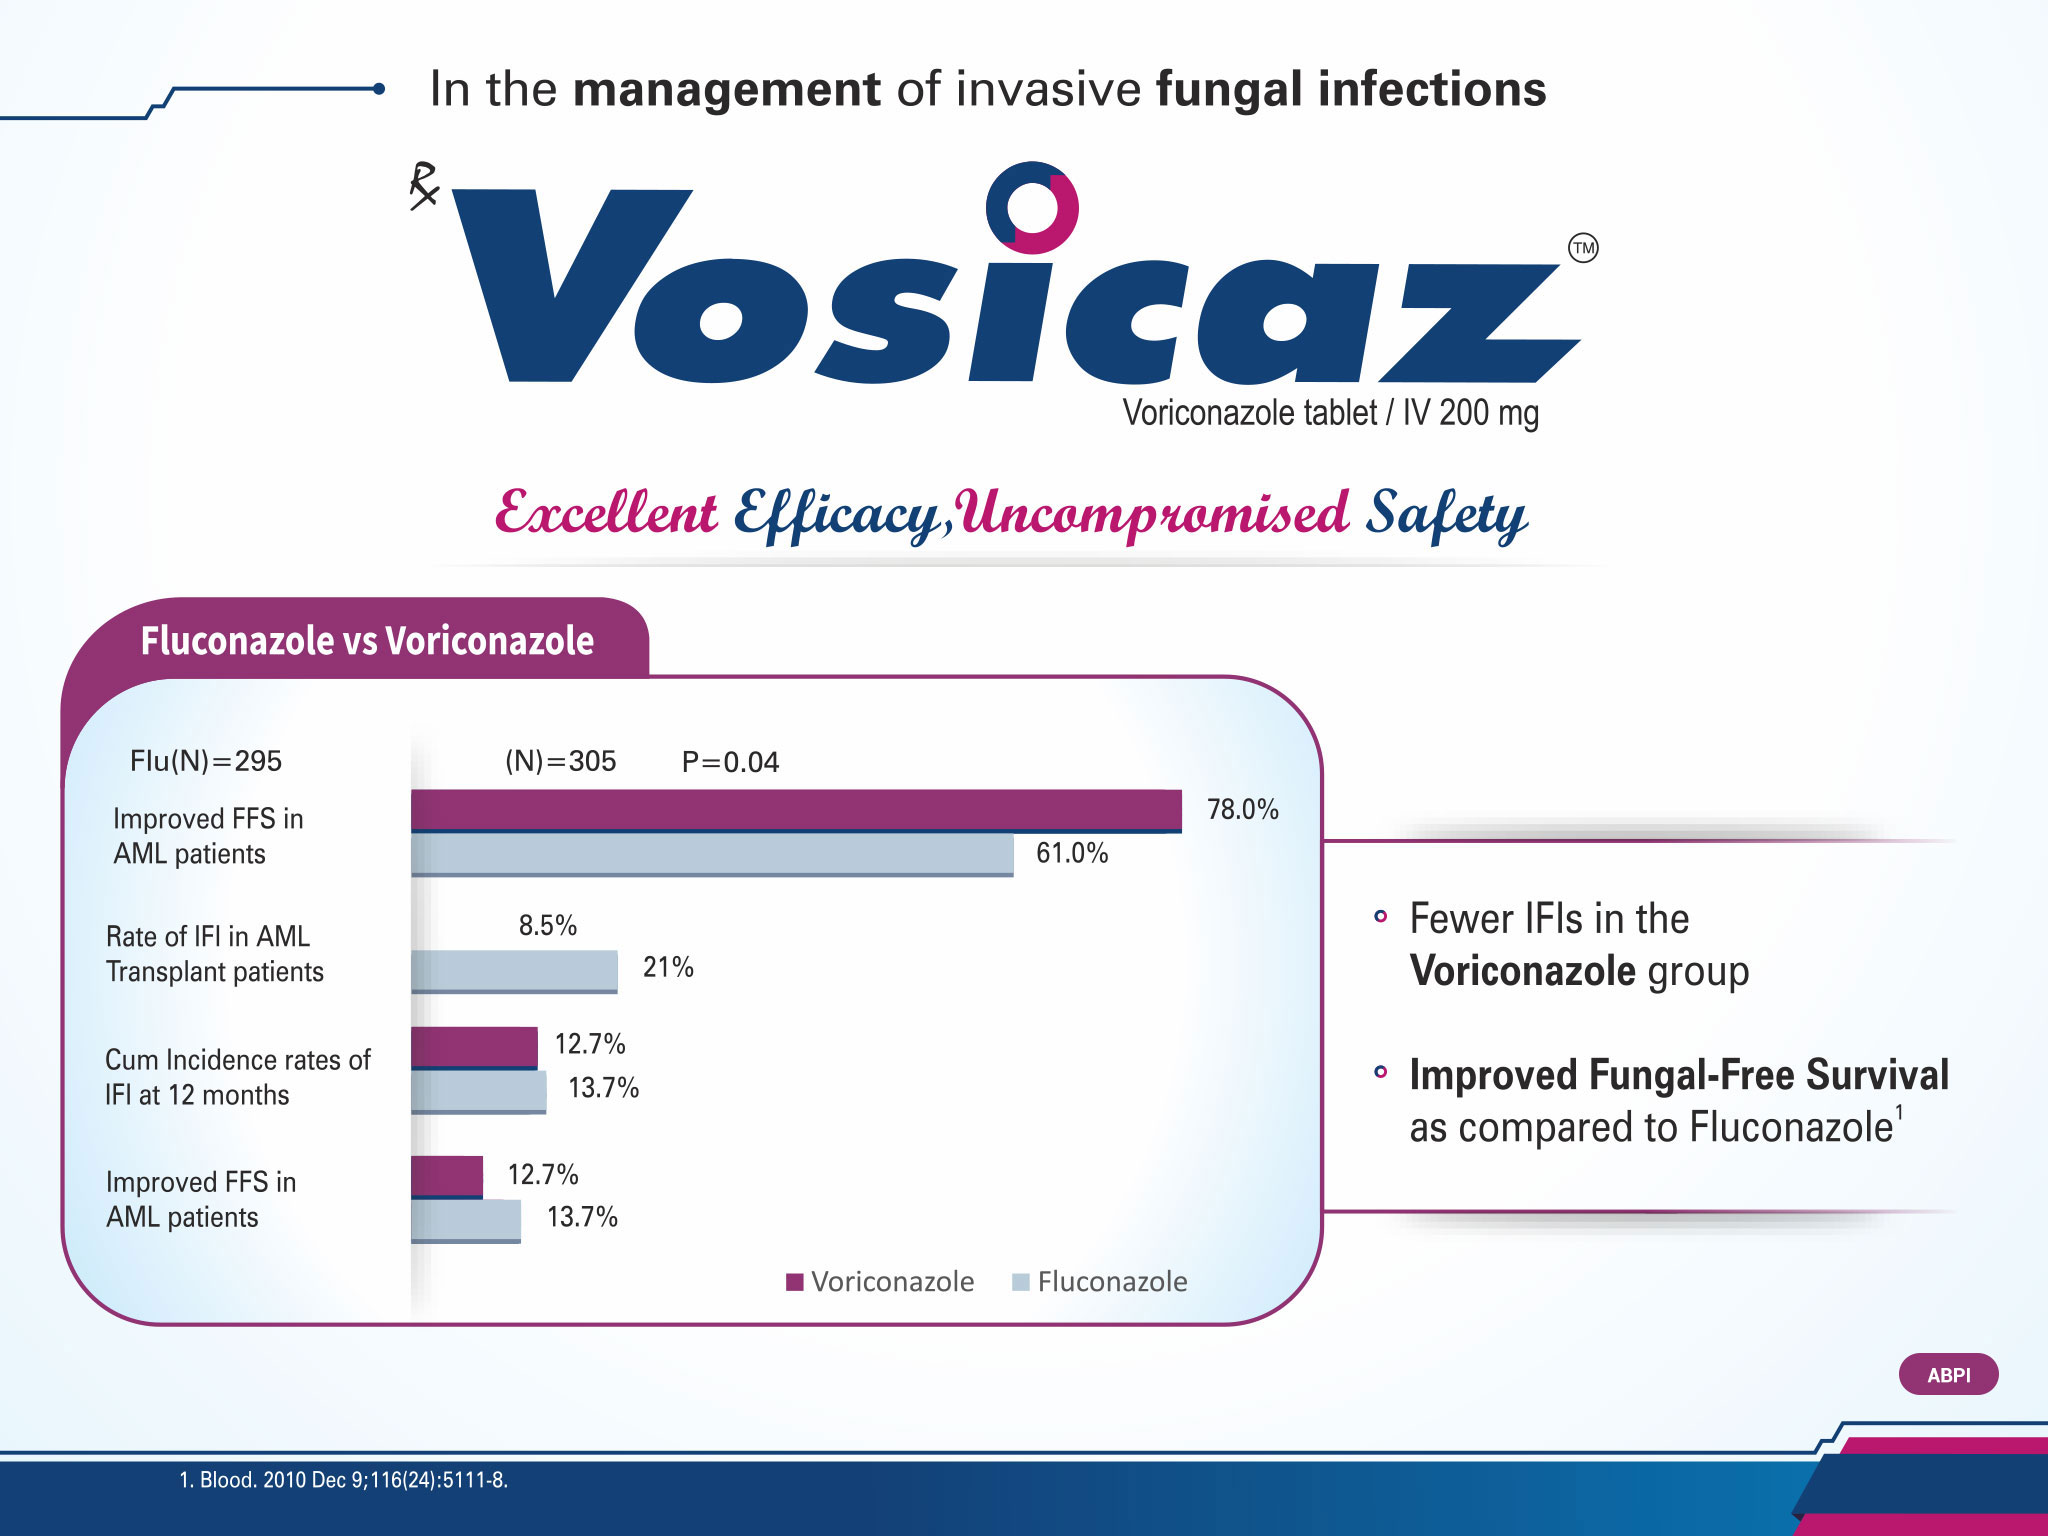 In the management of invasive fungal infections
Rx
Vosicaz TM
Voriconazole tablet / IV 200 mg
Excellent Efficacy,Uncompromised Safety
Fluconazole vs Voriconazole
Flu(N)=295 (N)=305 P=0.04
Improved FFS in
AML patients
78.0%
61.0%
Rate of IFI in AML
Transplant patients
8.5%
21%
Cum Incidence rates of
IFI at 12 months
12.7%
13.7%
Improved FFS in
AML patients
12.7%
13.7%
Voriconazole Fluconazole
Fewer IFIs in the
Voriconazole group
Improved Fungal-Free Survival
as compared to Fluconazole1
ABPI
1. Blood. 2010 Dec 9;116(24):5111-8.